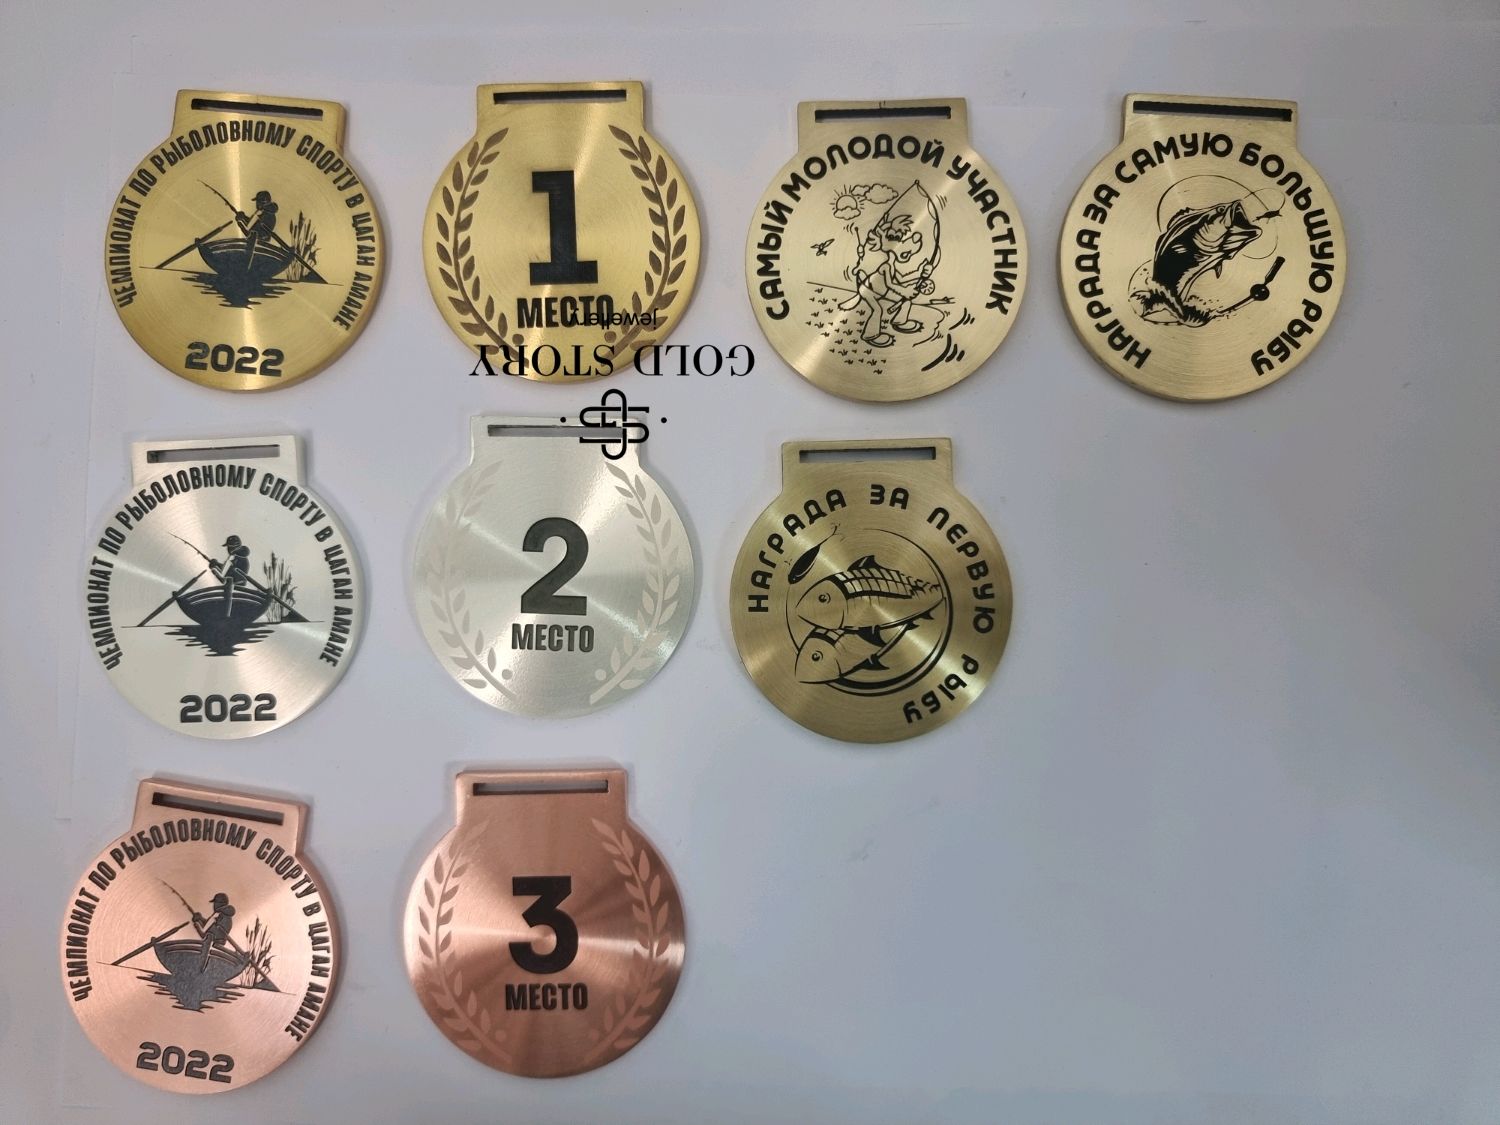 ЧЕМПИОНАТ ПО РЫБОЛОВНОМУ СПОРТУ В ЦАГАН АМАНЕ
2022
1
МЕСТО
САМЫЙ МОЛОДОЙ УЧАСТНИК
НАГРАДА ЗА САМУЮ БОЛЬШУЮ РЫБУ
jewellery
GOLD STORY
ЧЕМПИОНАТ ПО РЫБОЛОВНОМУ СПОРТУ В ЦАГАН АМАНЕ
2022
2
МЕСТО
НАГРАДА ЗА ПЕРВУЮ РЫБУ
ЧЕМПИОНАТ ПО РЫБОЛОВНОМУ СПОРТУ В ЦАГАН АМАНЕ
2022
3
МЕСТО